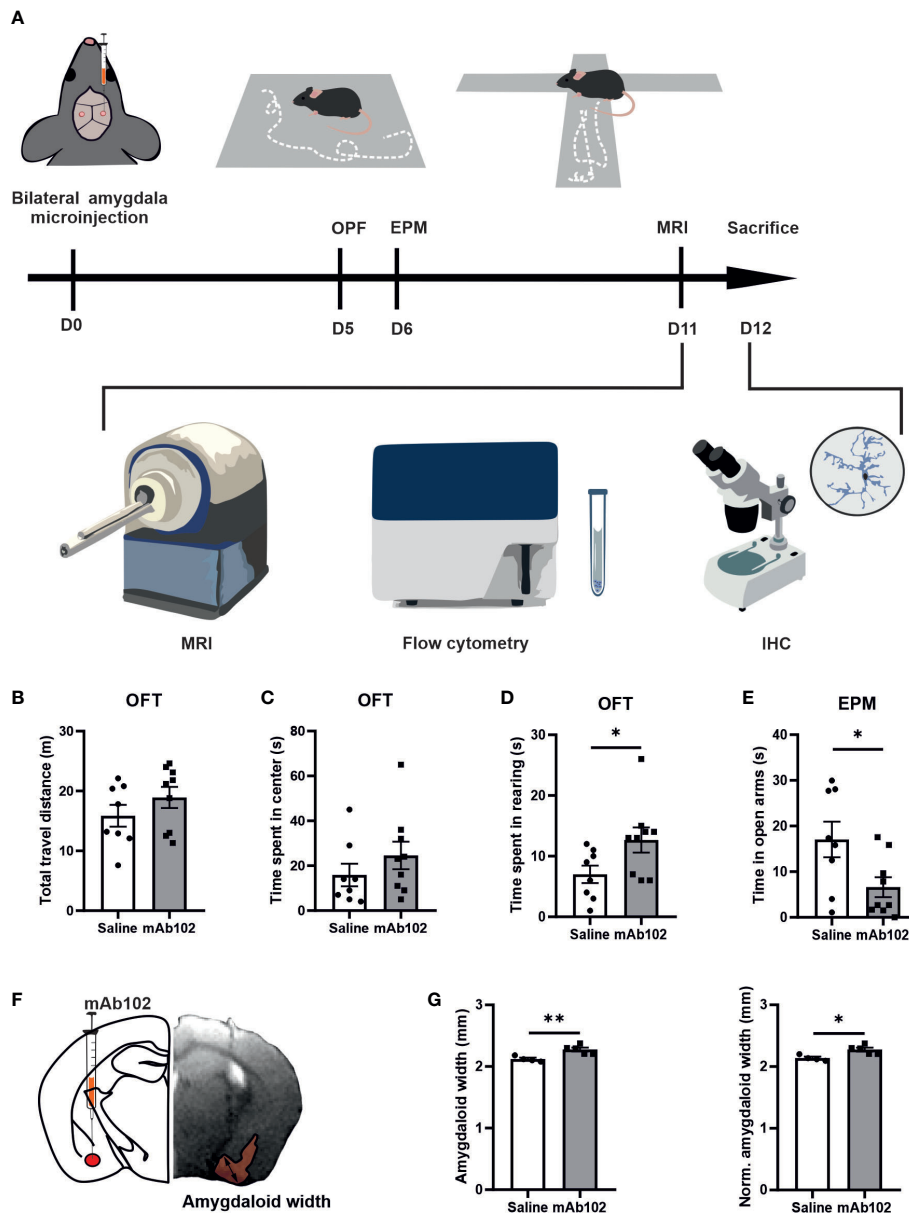 A
Bilateral amygdala
microinjection
OPF
EPM
MRI
Sacrifice
D0
D5
D6
D11
D12
MRI
Flow cytometry
IHC
B
OFT
Total travel distance (m)
30
20
10
0
Saline mAb102
C
OFT
Time spent in center (s)
80
60
40
20
0
Saline mAb102
D
OFT
Time spent in rearing (s)
30
20
10
0
*
Saline mAb102
E
EPM
Time in open arms (s)
40
30
20
10
0
*
Saline mAb102
F
mAb102
Amygdaloid width
G
Amygdaloid width (mm)
3
2
1
0
**
Saline mAb102
Norm. amygdaloid width (mm)
3
2
1
0
*
Saline mAb102